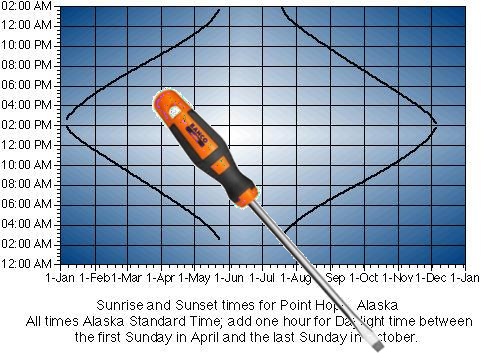 02:00 AM
12:00 AM
10:00 PM
08:00 PM
06:00 PM
04:00 PM
02:00 PM
12:00 PM
10:00 AM
08:00 AM
06:00 AM
04:00 AM
02:00 AM
12:00 AM
1-Jan 1-Feb 1-Mar 1-Apr 1-May 1-Jun 1-Jul 1-Aug 1-Sep 1-Oct 1-Nov 1-Dec 1-Jan
BAHCO
Sunrise and Sunset times for Point Hope, Alaska
All times Alaska Standard Time; add one hour for Daylight time between
the first Sunday in April and the last Sunday in October.